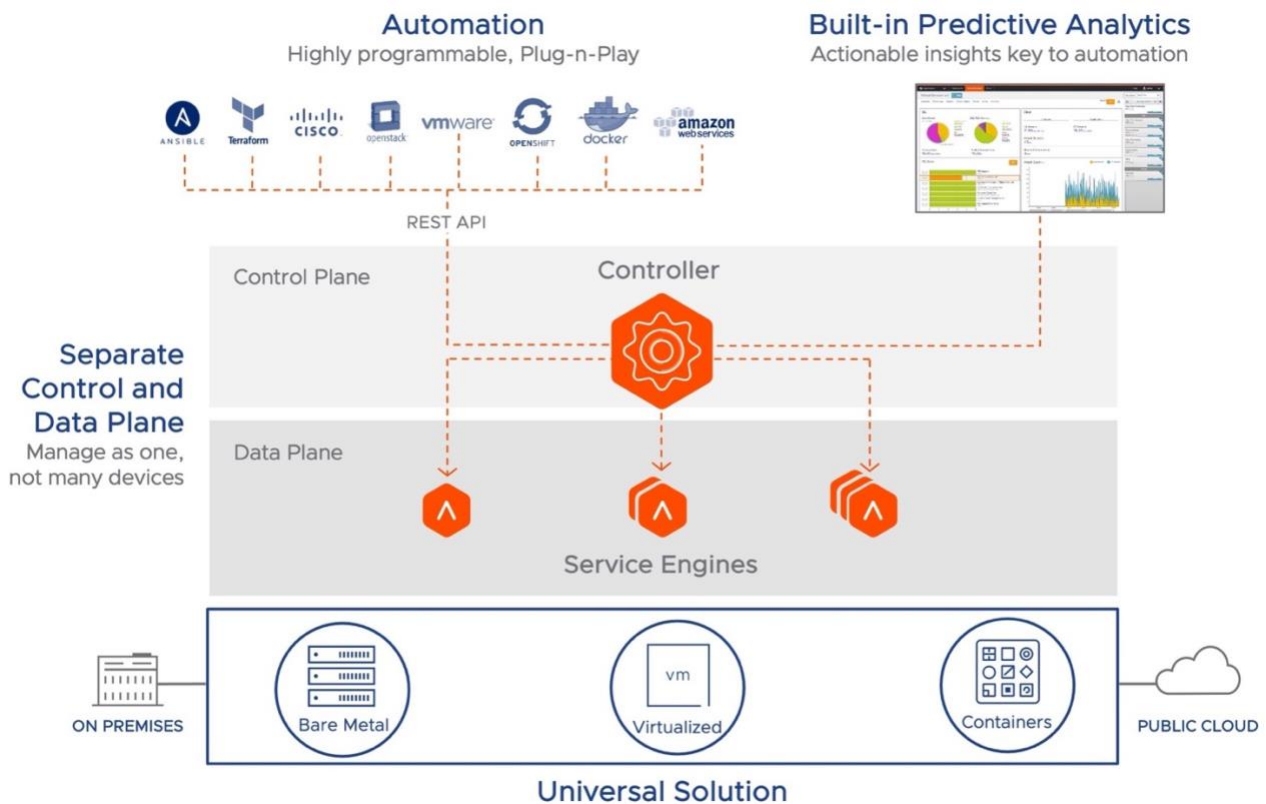 Automation
Highly programmable, Plug-n-Play
Built-in Predictive Analytics
Actionable insights key to automation
ANSIBLE
Terraform
CISCO
openstack
vmware
OPENSHIFT
docker
amazon
webservices
REST API
Control Plane
Controller
Separate
Control and
Data Plane
Manage as one,
not many devices
Data Plane
Service Engines
ON PREMISES
Bare Metal
vm
Virtualized
Containers
PUBLIC CLOUD
Universal Solution